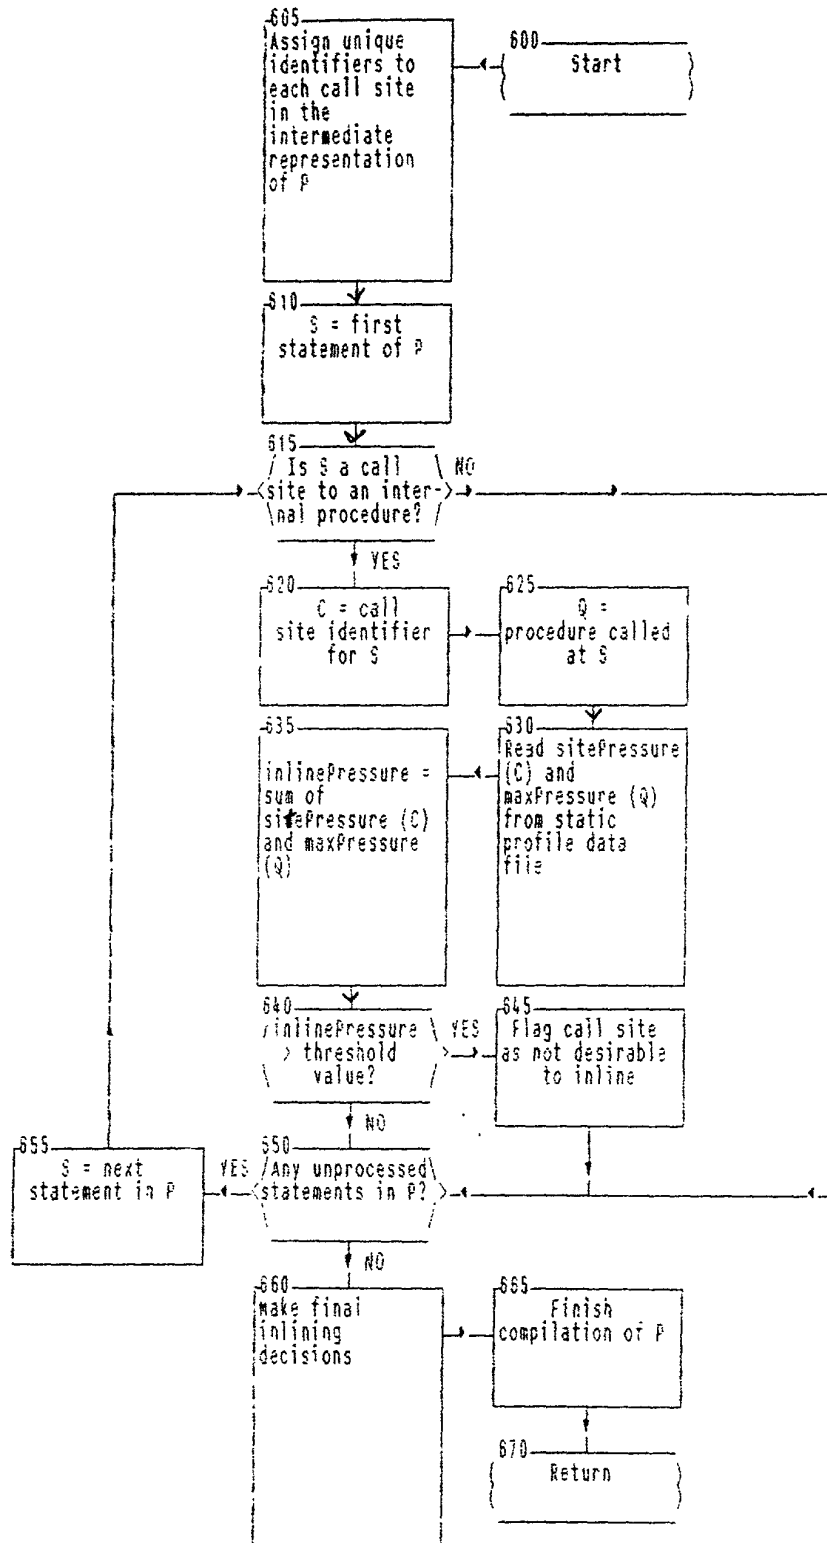 605
Assign unique
identifiers to
each call site
in the
intermediate
representation
of P
600
Start
610
S = first
statement of P
615
Is S a call
site to an inter-
nal procedure?
NO
YES
620
C = call
site identifier
for S
625
Q =
procedure called
at S
635
inlinePressure =
sum of
sitePressure (C)
and maxPressure
(Q)
630
Read sitePressure
(C) and
maxPressure (Q)
from static
profile data
file
640
inlinePressure
> threshold
value?
YES
NO
645
Flag call site
as not desirable
to inline
655
S = next
statement in P
YES
650
Any unprocessed
statements in P?
NO
660
Make final
inlining
decisions
665
Finish
compilation of P
670
Return